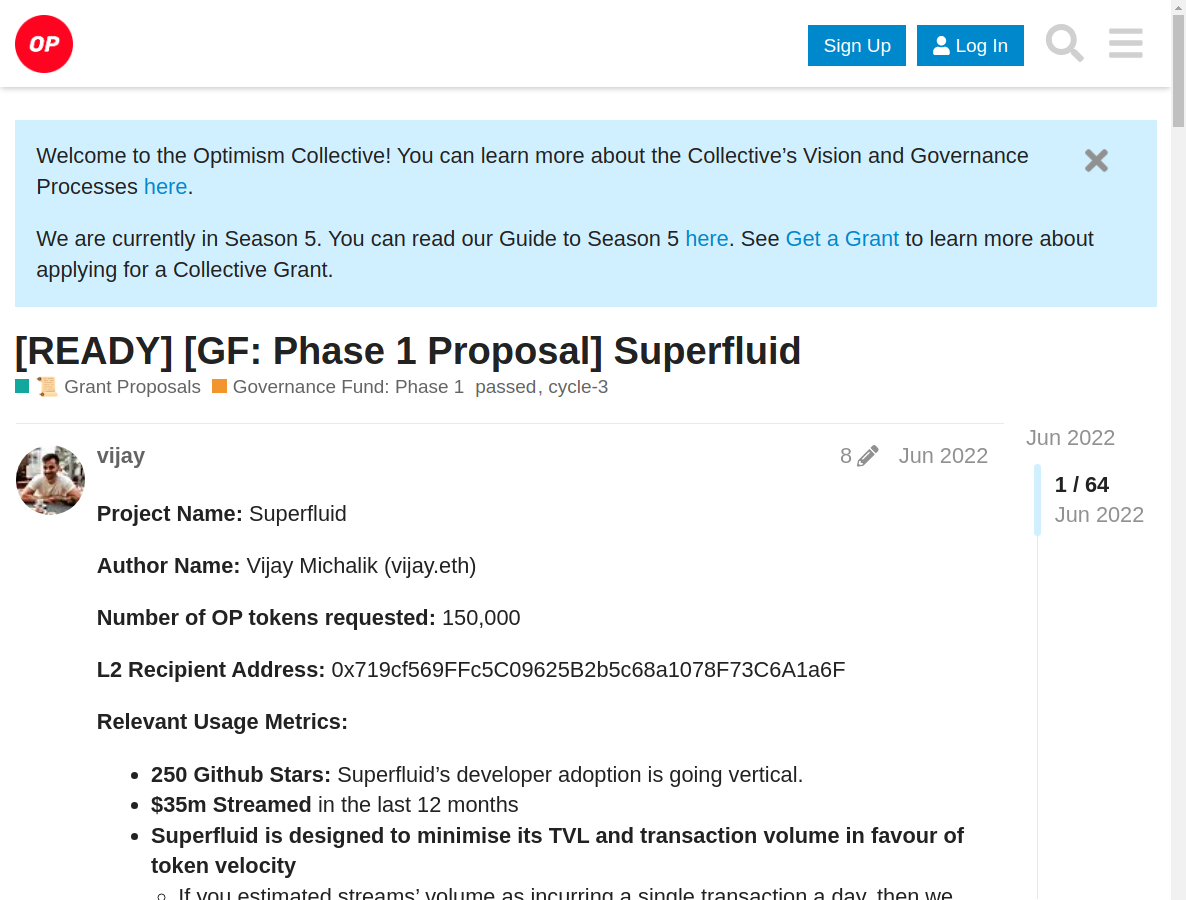 OP
Sign Up
Log In
Welcome to the Optimism Collective! You can learn more about the Collective’s Vision and Governance
Processes here.
We are currently in Season 5. You can read our Guide to Season 5 here. See Get a Grant to learn more about
applying for a Collective Grant.
[READY] [GF: Phase 1 Proposal] Superfluid
Grant Proposals Governance Fund: Phase 1 passed, cycle-3
vijay
8
Jun 2022
Jun 2022
1 / 64
Jun 2022
Project Name: Superfluid
Author Name: Vijay Michalik (vijay.eth)
Number of OP tokens requested: 150,000
L2 Recipient Address: 0x719cf569FFc5C09625B2b5c68a1078F73C6A1a6F
Relevant Usage Metrics:
250 Github Stars: Superfluid’s developer adoption is going vertical.
$35m Streamed in the last 12 months
Superfluid is designed to minimise its TVL and transaction volume in favour of
token velocity
If you estimated streams’ volume as incurring a single transaction a day, then we